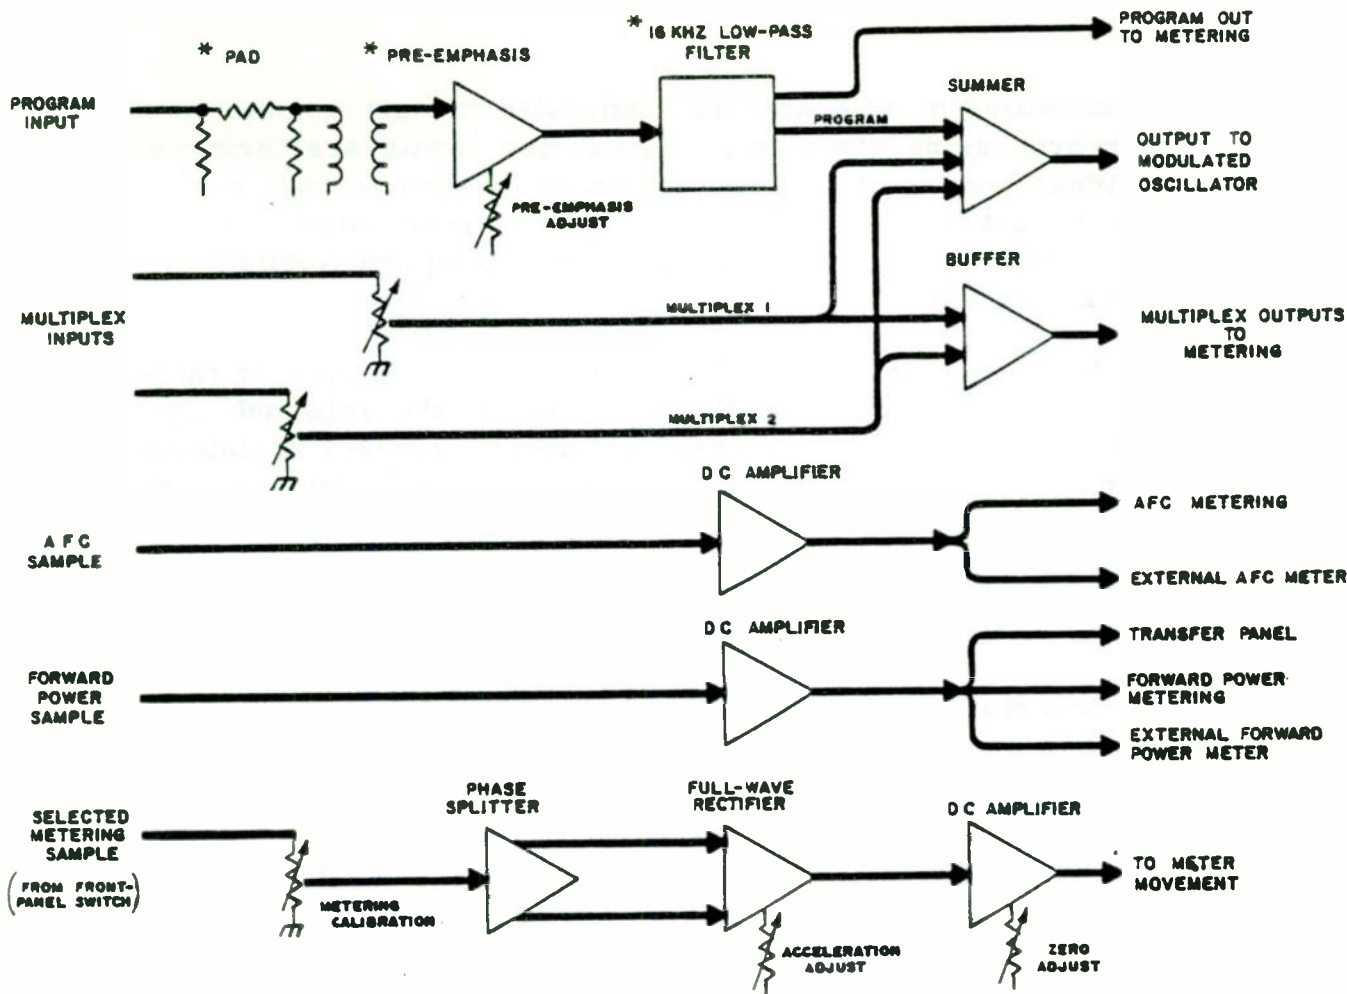 * PAD
* PRE-EMPHASIS
* 16 KHZ LOW-PASS
FILTER
PROGRAM OUT
TO METERING
PROGRAM
INPUT
PROGRAM
SUMMER
OUTPUT TO
MODULATED
OSCILLATOR
PRE-EMPHASIS
ADJUST
BUFFER
MULTIPLEX
INPUTS
MULTIPLEX 1
MULTIPLEX OUTPUTS
TO
METERING
MULTIPLEX 2
DC AMPLIFIER
AFC
SAMPLE
AFC METERING
EXTERNAL AFC METER
DC AMPLIFIER
FORWARD
POWER
SAMPLE
TRANSFER PANEL
FORWARD POWER
METERING
EXTERNAL FORWARD
POWER METER
PHASE
SPLITTER
FULL-WAVE
RECTIFIER
DC AMPLIFIER
SELECTED
METERING
SAMPLE
(FROM FRONT-
PANEL SWITCH)
METERING
CALIBRATION
ACCELERATION
ADJUST
ZERO
ADJUST
TO METER
MOVEMENT